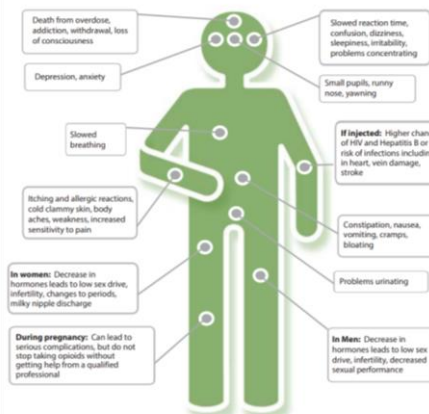 Death from overdose,
addiction, withdrawal, loss
of consciousness
Slowed reaction time,
confusion, dizziness,
sleepiness, irritability,
problems concentrating
Depression, anxiety
Small pupils, runny
nose, yawning
Slowed
breathing
If injected: Higher chan
of HIV and Hepatitis B or
risk of infections includin
in heart, vein damage,
stroke
Itching and allergic reactions,
cold clammy skin, body
aches, weakness, increased
sensitivity to pain
Constipation, nausea,
vomiting, cramps,
bloating
In women: Decrease in
hormones leads to low sex drive,
infertility, changes to periods,
milky nipple discharge
Problems urinating
During pregnancy: Can lead to
serious complications, but do not
stop taking opioids without
getting help from a qualified
professional
In Men: Decrease in
hormones leads to low sex
drive, infertility, decreased
sexual performance